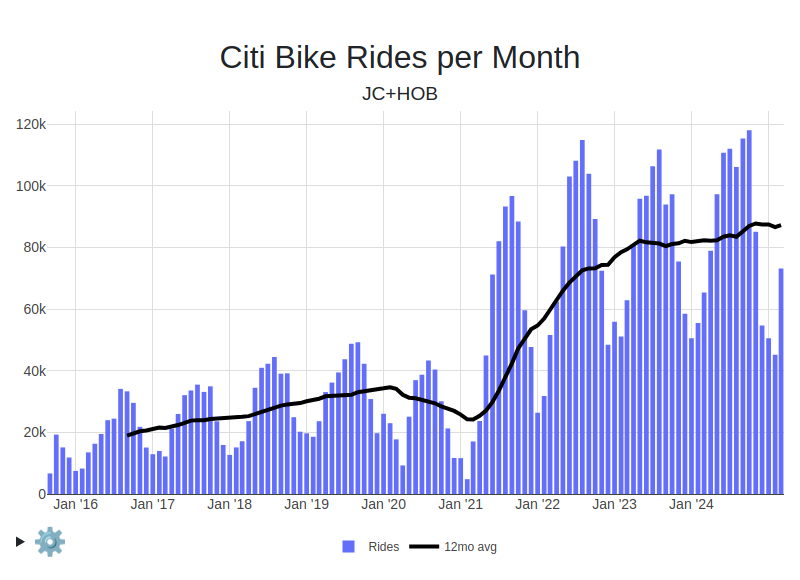 Citi Bike Rides per Month
JC+HOB
120k
100k
80k
60k
40k
20k
0
Jan '16 Jan '17 Jan '18 Jan '19 Jan '20 Jan '21 Jan '22 Jan '23 Jan '24
Rides 12mo avg